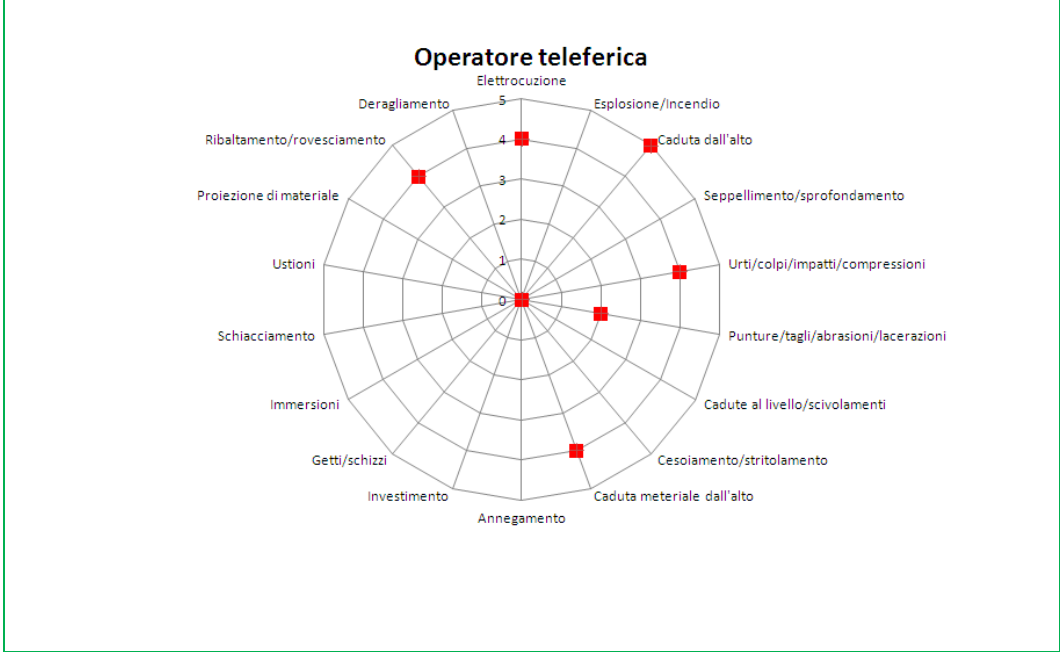 Operatore teleferica
Elettrocuzione
Deragliamento
5
Esplosione/Incendio
Ribaltamento/rovesciamento
4
Caduta dall'alto
Proiezione di materiale
3
Seppellimento/sprofondamento
2
Ustioni
1
Urti/colpi/impatti/compressioni
0
Schiacciamento
Punture/tagli/abrasioni/lacerazioni
Immersioni
Cadute al livello/scivolamenti
Getti/schizzi
Cesoiamento/stritolamento
Investimento
Caduta meteriale dall'alto
Annegamento